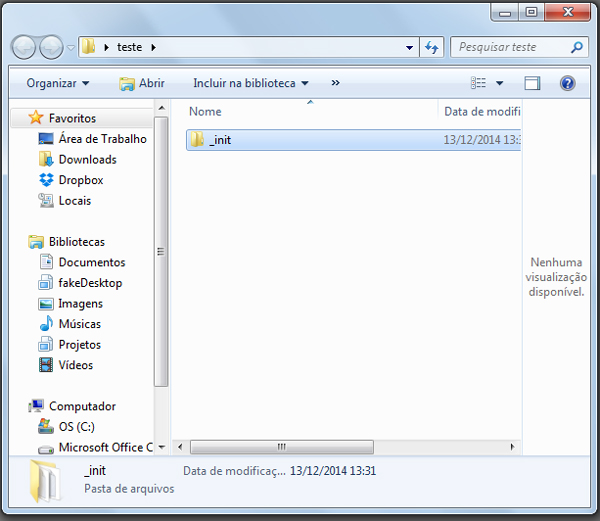 teste
Pesquisar teste
Organizar Abrir Incluir na biblioteca »
Nome Data de modifi
Favoritos
Área de Trabalho
Downloads
Dropbox
Locais
Bibliotecas
Documentos
fakeDesktop
Imagens
Músicas
Projetos
Vídeos
Computador
OS (C:)
Microsoft Office C
_init 13/12/2014 13:3
Nenhuma
visualização
disponível.
_init Data de modificaç... 13/12/2014 13:31
Pasta de arquivos